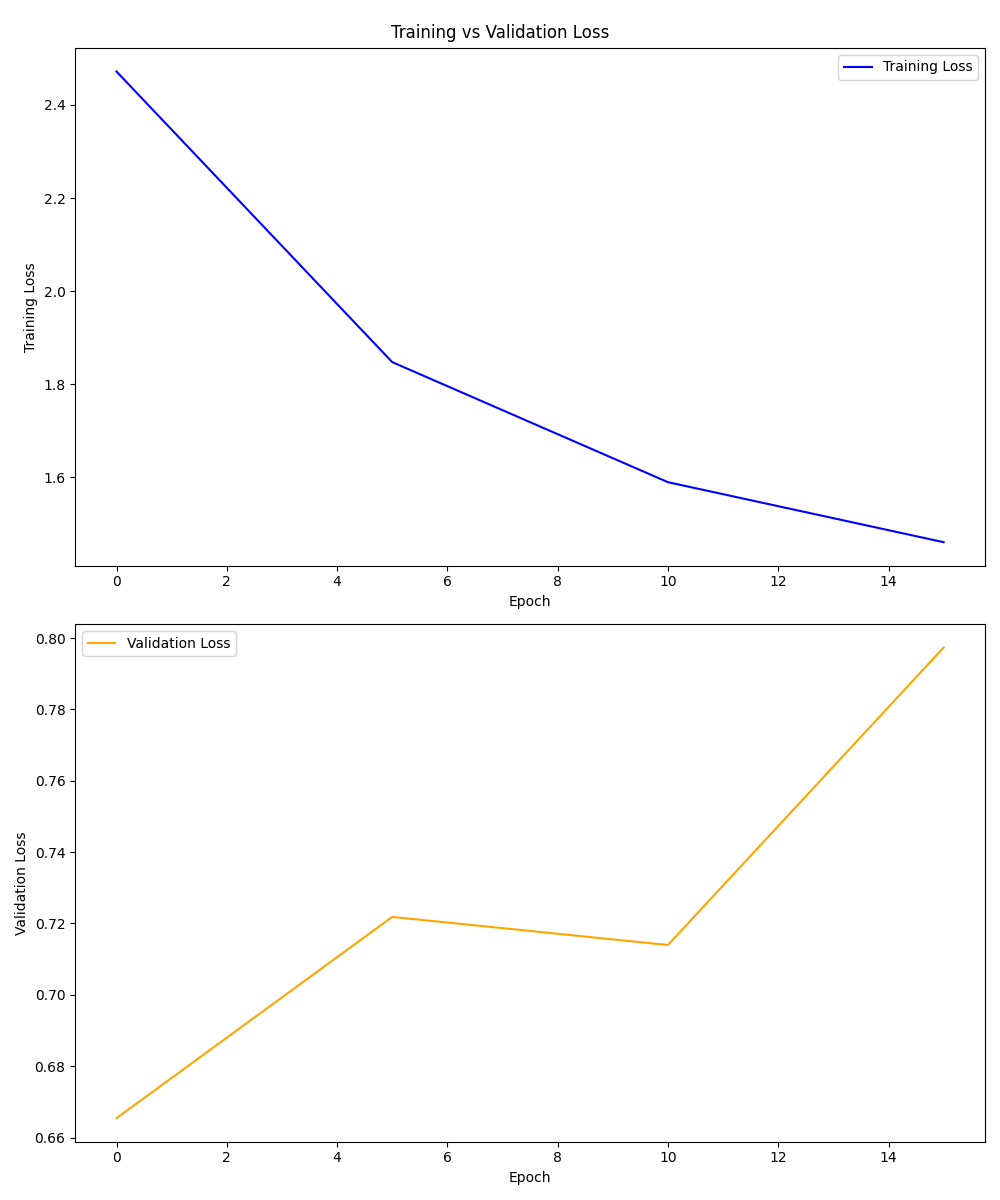 Training vs Validation Loss
Training Loss
2.4
2.2
2.0
1.8
1.6
Training Loss
0 2 4 6 8 10 12 14
Epoch
Validation Loss
0.80
0.78
0.76
0.74
0.72
0.70
0.68
0.66
Validation Loss
0 2 4 6 8 10 12 14
Epoch